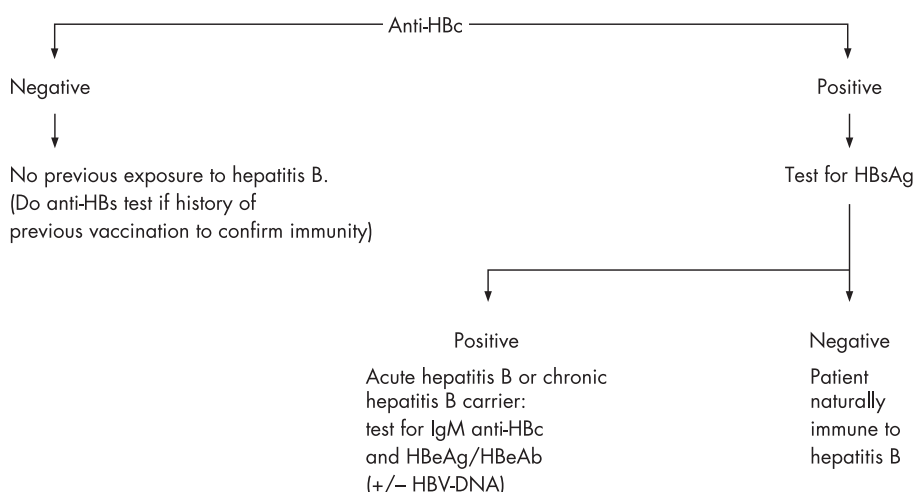 Anti-HBc
Negative
Positive
No previous exposure to hepatitis B.
(Do anti-HBs test if history of
previous vaccination to confirm immunity)
Test for HBsAg
Positive
Acute hepatitis B or chronic
hepatitis B carrier:
test for IgM anti-HBc
and HBeAg/HBeAb
(+/– HBV-DNA)
Negative
Patient
naturally
immune to
hepatitis B